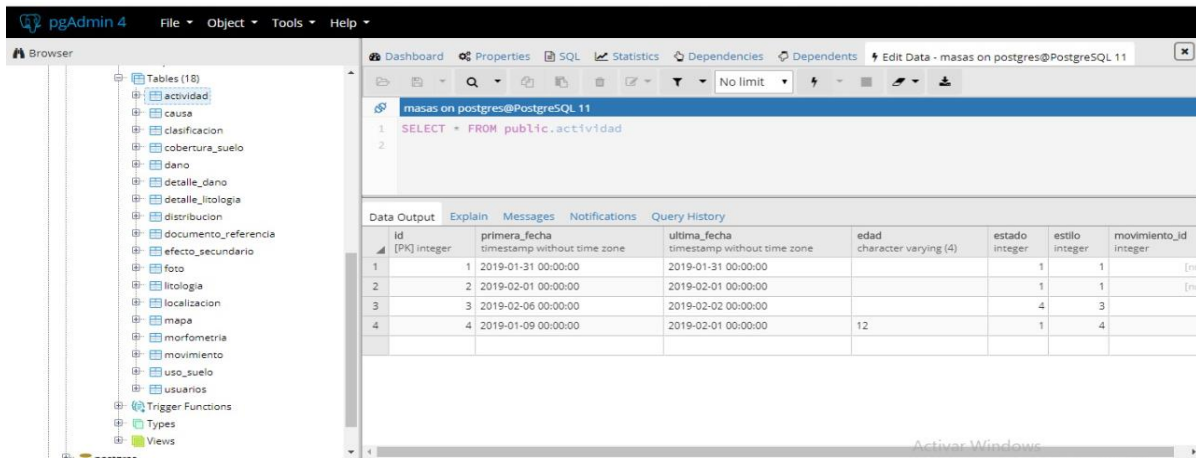 pgAdmin 4 File Object Tools Help
Browser
Tables (18)
actividad
causa
clasificacion
cobertura_suelo
dano
detalle_dano
detalle_litologia
distribucion
documento_referencia
efecto_secundario
foto
litologia
localizacion
mapa
morfometria
movimiento
uso_suelo
usuarios
Trigger Functions
Types
Views
Dashboard Properties SQL Statistics Dependencies Dependents Edit Data - masas on postgres@PostgreSQL 11
No limit
masas on postgres@PostgreSQL 11
1 SELECT * FROM public.actividad
2
Data Output Explain Messages Notifications Query History
id primera_fecha ultima_fecha edad estado estilo movimiento_id
[PK] integer timestamp without time zone timestamp without time zone character varying (4) integer integer integer
1 1 2019-01-31 00:00:00 2019-01-31 00:00:00 1 1
2 2 2019-02-01 00:00:00 2019-02-01 00:00:00 1 1
3 3 2019-02-06 00:00:00 2019-02-02 00:00:00 4 3
4 4 2019-01-09 00:00:00 2019-02-01 00:00:00 12 1 4
Activar Windows